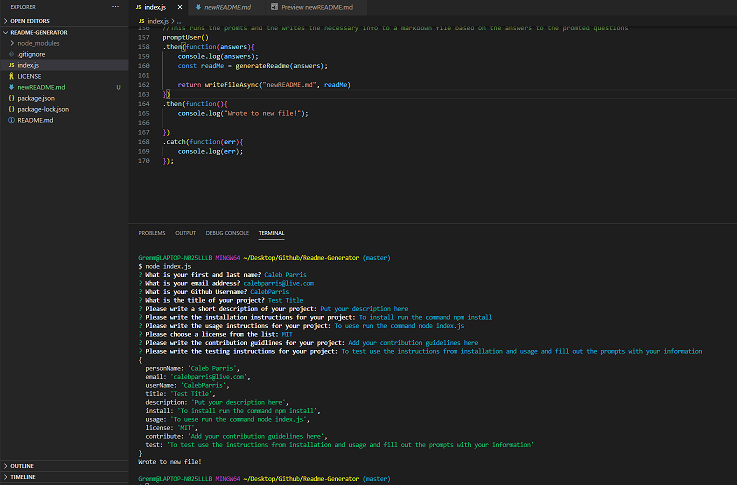 EXPLORER
OPEN EDITORS
README-GENERATOR
node_modules
.gitignore
index.js
LICENSE
newREADME.md U
package.json
package-lock.json
README.md
OUTLINE
TIMELINE
index.js newREADME.md Preview newREADME.md
index.js > ...
156 //This runs the promts and the writes the necessary info to a markdown file based on the answers to the promted questions
157 promptUser()
158 .then(function(answers){
159 console.log(answers);
160 const readMe = generateReadme(answers);
161
162 return writeFileAsync("newREADME.md", readMe)
163 })
164 .then(function(){
165 console.log("Wrote to new file!");
166
167 })
168 .catch(function(err){
169 console.log(err);
170 });
PROBLEMS OUTPUT DEBUG CONSOLE TERMINAL
Gremm@LAPTOP-N025LLLB MINGW64 ~/Desktop/Github/Readme-Generator (master)
$ node index.js
? What is your first and last name? Caleb Parris
? What is your email address? calebparris@live.com
? What is your Github Username? CalebParris
? What is the title of your project? Test Title
? Please write a short description of your project: Put your description here
? Please write the installation instructions for your project: To install run the command npm install
? Please write the usage instructions for your project: To uese run the command node index.js
? Please choose a license from the list: MIT
? Please write the contribution guidlines for your project: Add your contribution guidelines here
? Please write the testing instructions for your project: To test use the instructions from installation and usage and fill out the prompts with your information
{
personName: 'Caleb Parris',
email: 'calebparris@live.com',
userName: 'CalebParris',
title: 'Test Title',
description: 'Put your description here',
install: 'To install run the command npm install',
usage: 'To uese run the command node index.js',
license: 'MIT',
contribute: 'Add your contribution guidelines here',
test: 'To test use the instructions from installation and usage and fill out the prompts with your information'
}
Wrote to new file!
Gremm@LAPTOP-N025LLLB MINGW64 ~/Desktop/Github/Readme-Generator (master)